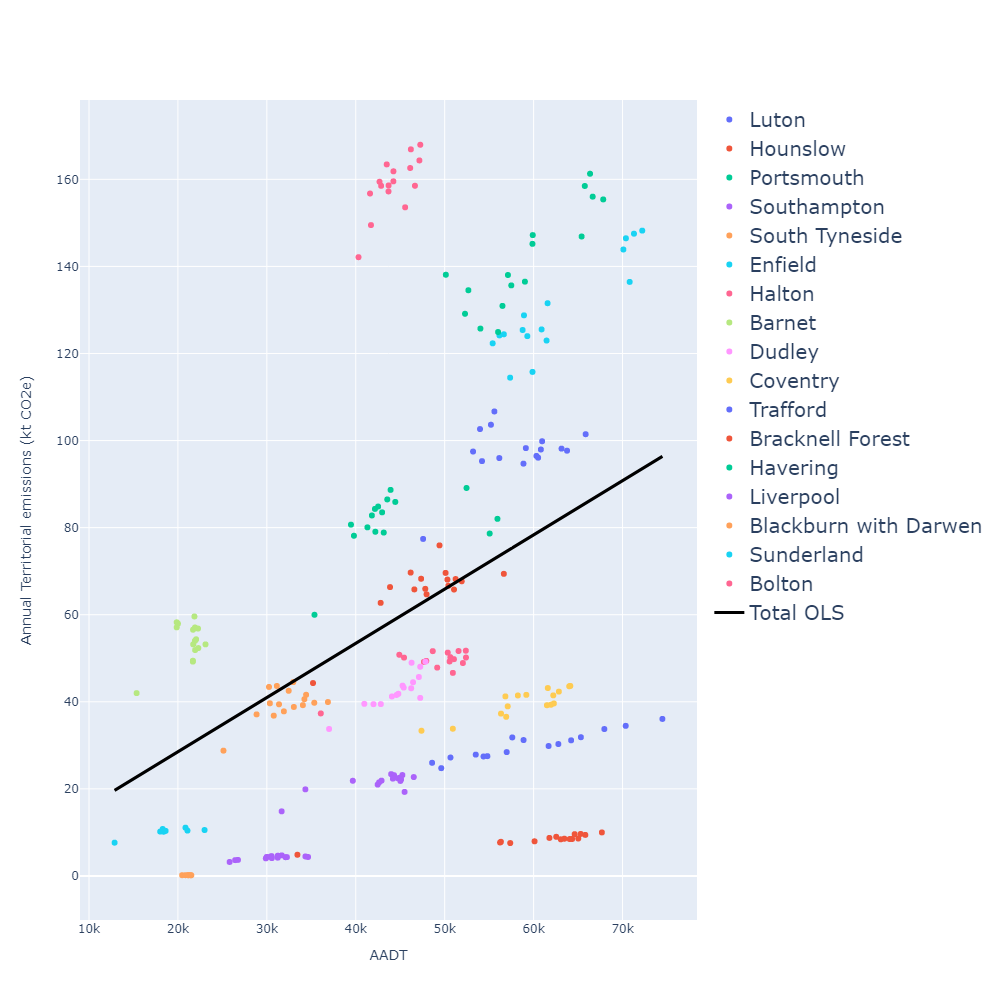 Luton
Hounslow
Portsmouth
Southampton
South Tyneside
Enfield
Halton
Barnet
Dudley
Coventry
Trafford
Bracknell Forest
Havering
Liverpool
Blackburn with Darwen
Sunderland
Bolton
Total OLS
160
140
120
100
80
60
40
20
0
Annual Territorial emissions (kt CO2e)
10k 20k 30k 40k 50k 60k 70k
AADT